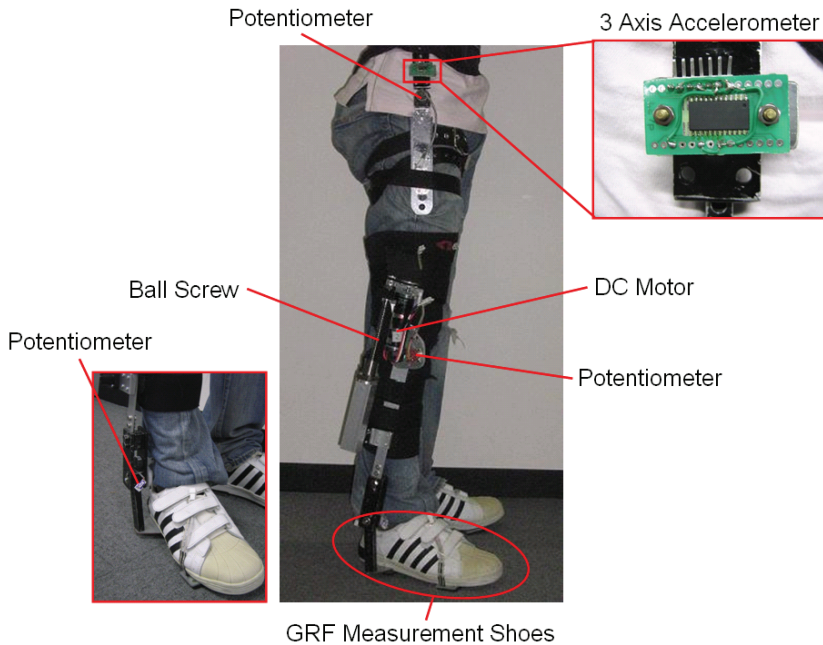 Potentiometer
3 Axis Accelerometer
Ball Screw
DC Motor
Potentiometer
Potentiometer
GRF Measurement Shoes